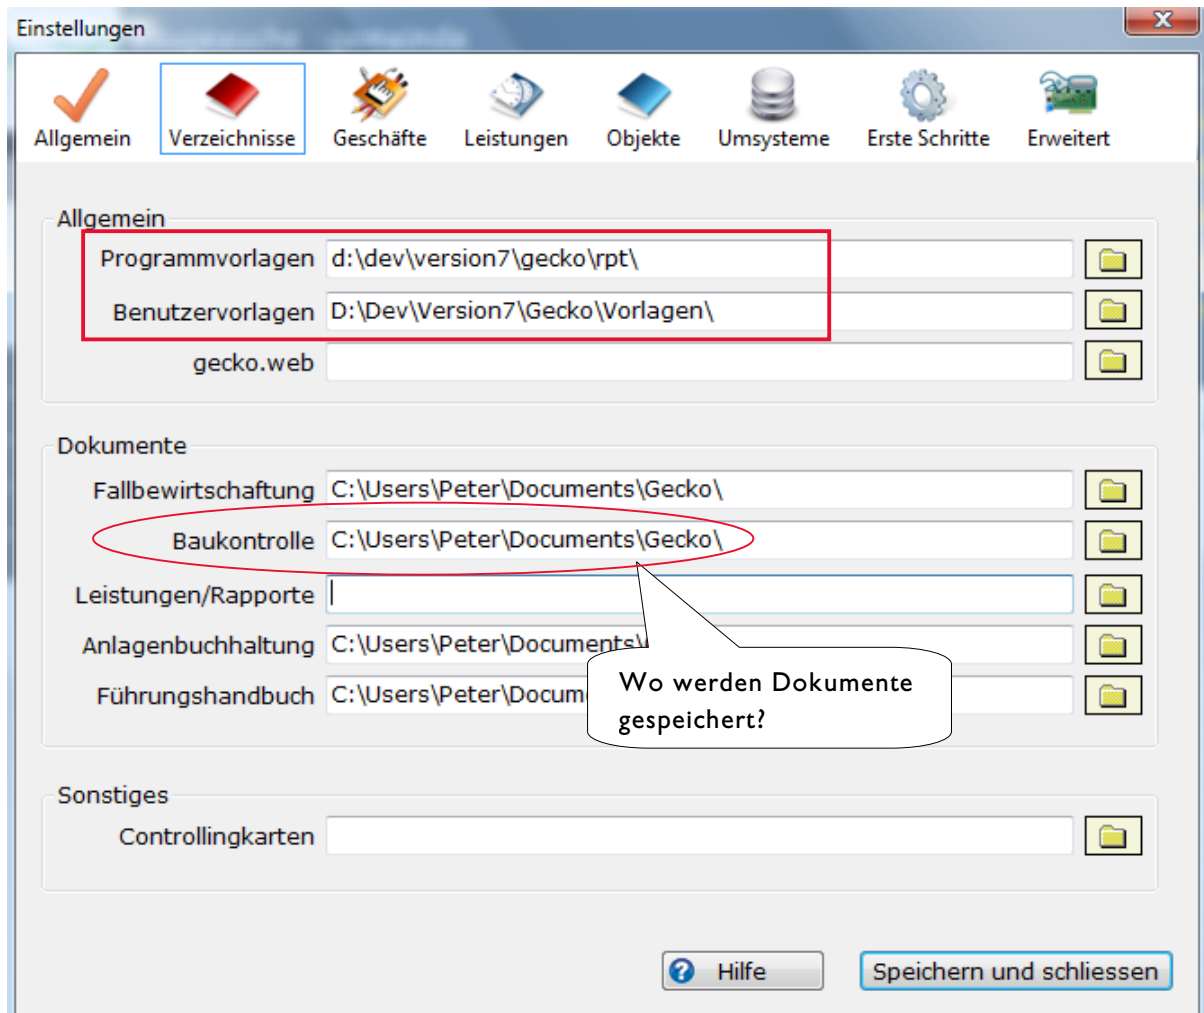 Einstellungen
Allgemein Verzeichnisse Geschäfte Leistungen Objekte Umsysteme Erste Schritte Erweitert
Allgemein
Programmvorlagen d:\dev\version7\gecko\rpt\
Benutzervorlagen D:\Dev\Version7\Gecko\Vorlagen\
gecko.web
Dokumente
Fallbewirtschaftung C:\Users\Peter\Documents\Gecko\
Baukontrolle C:\Users\Peter\Documents\Gecko\
Leistungen/Rapporte
Anlagenbuchhaltung C:\Users\Peter\Documents\
Führungshandbuch C:\Users\Peter\Docum
Wo werden Dokumente
gespeichert?
Sonstiges
Controllingkarten
Hilfe Speichern und schliessen